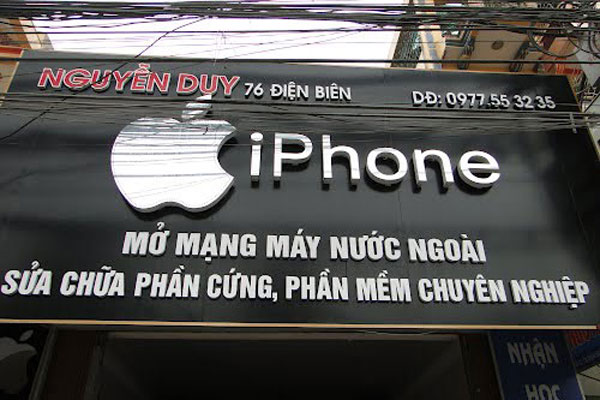 NGUYỄN DUY 76 ĐIỆN BIÊN DĐ: 0977.55 32 35
iPhone
MỞ MẠNG MÁY NƯỚC NGOÀI
SỬA CHỮA PHẦN CỨNG, PHẦN MỀM CHUYÊN NGHIỆP
NHẬN
HỌC